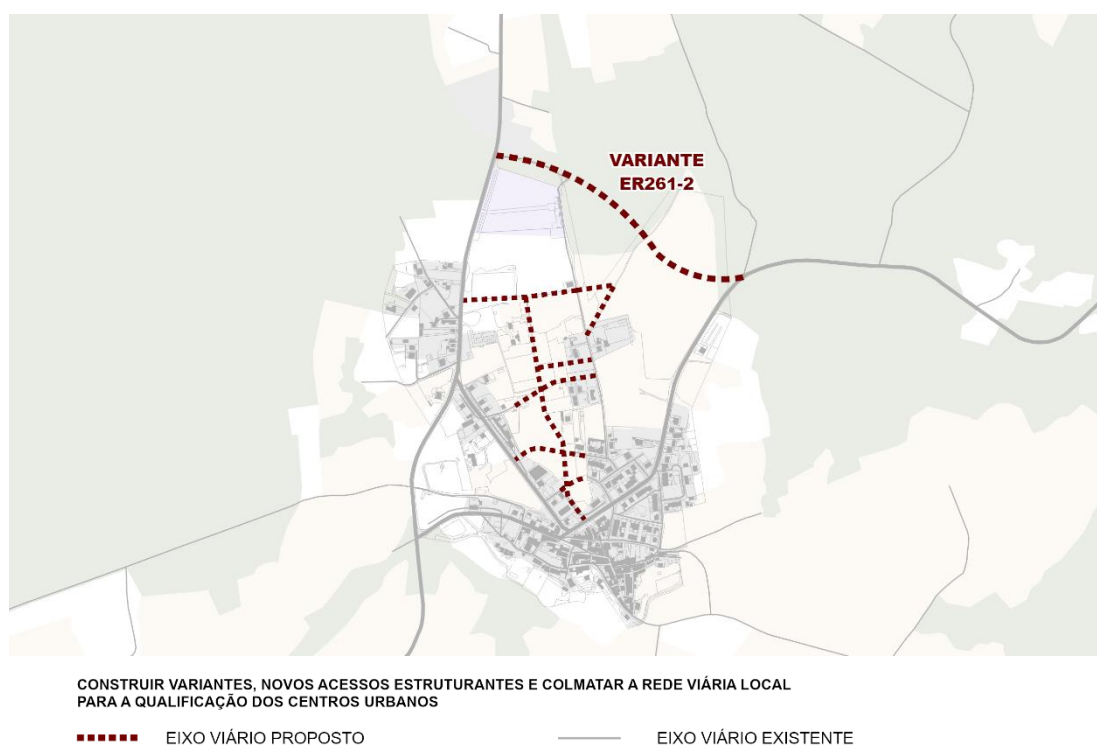 VARIANTE
ER261-2
CONSTRUIR VARIANTES, NOVOS ACESSOS ESTRUTURANTES E COLMATAR A REDE VIÁRIA LOCAL
PARA A QUALIFICAÇÃO DOS CENTROS URBANOS
EIXO VIÁRIO PROPOSTO
EIXO VIÁRIO EXISTENTE